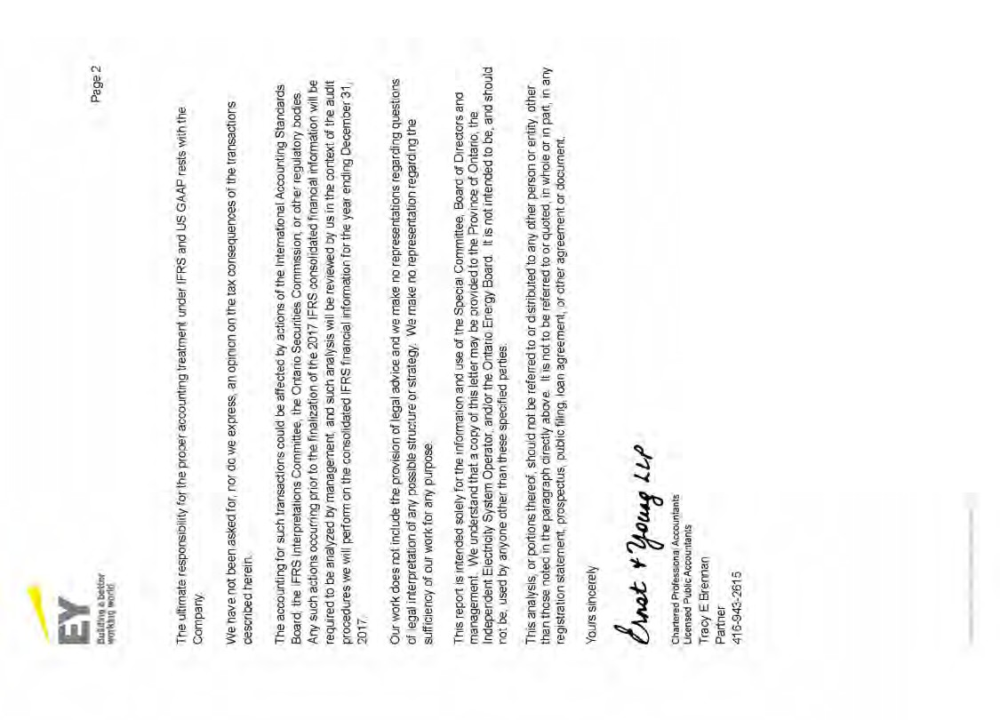 EY
Building a better
working world
Page 2
The ultimate responsibility for the proper accounting treatment under IFRS and US GAAP rests with the
Company.
We have not been asked for, nor do we express, an opinion on the tax consequences of the transactions
described herein.
The accounting for such transactions could be affected by actions of the International Accounting Standards
Board, the IFRS Interpretations Committee, the Ontario Securities Commission, or other regulatory bodies.
Any such actions occurring prior to the finalization of the 2017 IFRS consolidated financial information will be
required to be analyzed by management, and such analysis will be reviewed by us in the context of the audit
procedures we will perform on the consolidated IFRS financial information for the year ending December 31,
2017.
Our work does not include the provision of legal advice and we make no representations regarding questions
of legal interpretation of any possible structure or strategy. We make no representation regarding the
sufficiency of our work for any purpose.
This report is intended solely for the information and use of the Special Committee, Board of Directors and
management. We understand that a copy of this letter may be provided to the Province of Ontario, the
Independent Electricity System Operator, and/or the Ontario Energy Board. It is not intended to be, and should
not be, used by anyone other than these specified parties.
This analysis, or portions thereof, should not be referred to or distributed to any other person or entity, other
than those noted in the paragraph directly above. It is not to be referred to or quoted, in whole or in part, in any
registration statement, prospectus, public filing, loan agreement, or other agreement or document.
Yours sincerely
Ernst & Young LLP
Chartered Professional Accountants
Licensed Public Accountants
Tracy E Brennan
Partner
416-943-2615